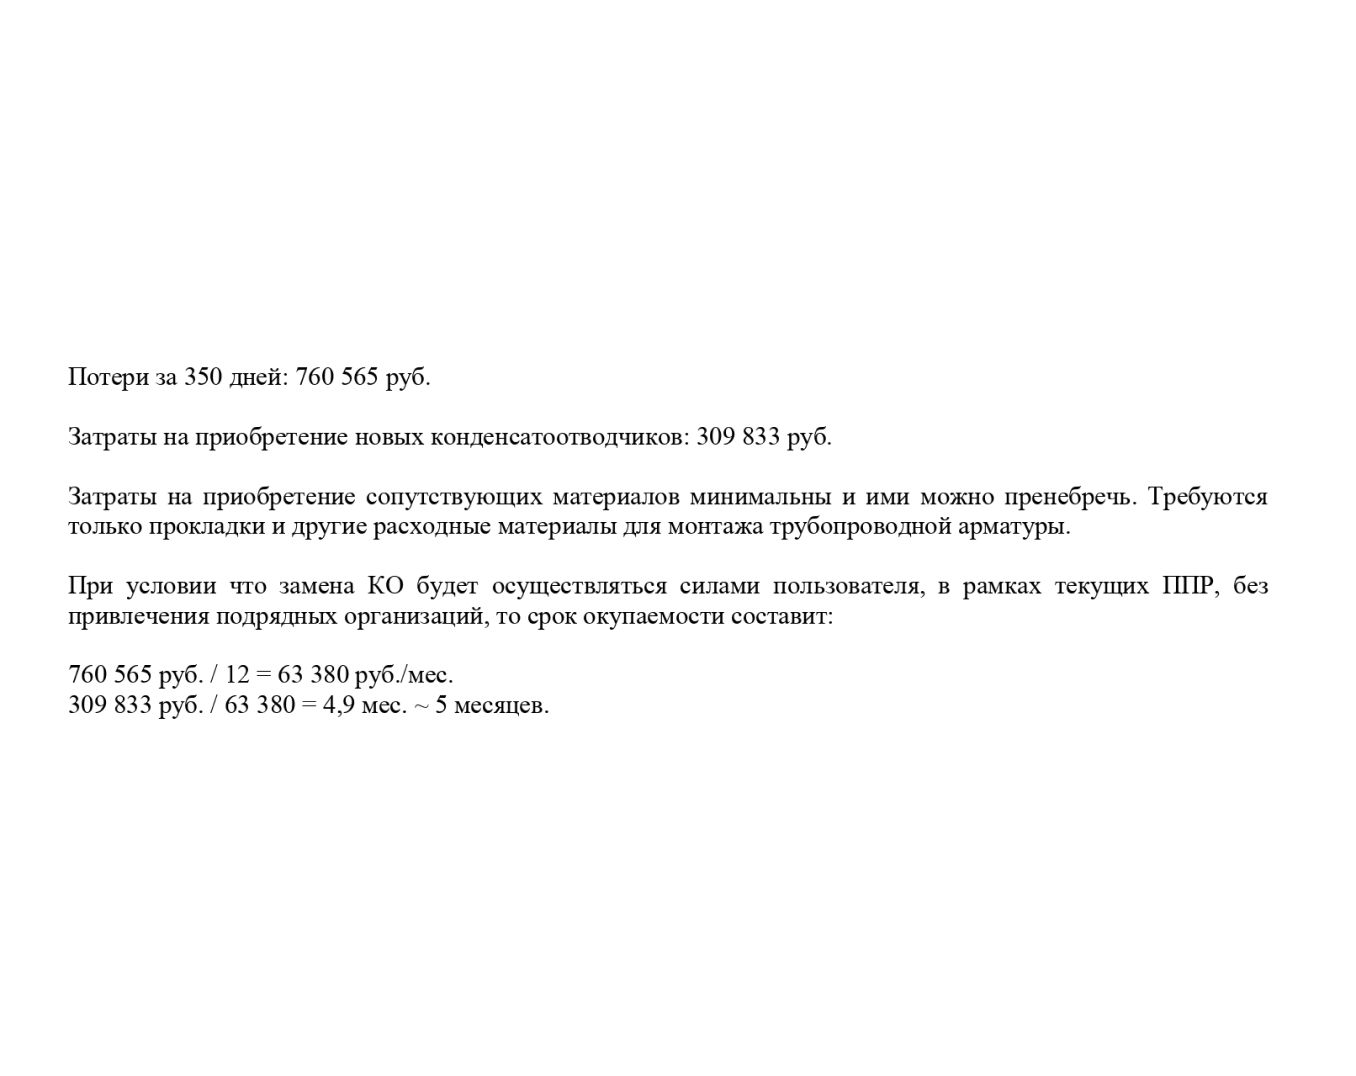 Потери за 350 дней: 760 565 руб.
Затраты на приобретение новых конденсатоотводчиков: 309 833 руб.
Затраты на приобретение сопутствующих материалов минимальны и ими можно пренебречь. Требуются
только прокладки и другие расходные материалы для монтажа трубопроводной арматуры.
При условии что замена КО будет осуществляться силами пользователя, в рамках текущих ППР, без
привлечения подрядных организаций, то срок окупаемости составит:
760 565 руб. / 12 = 63 380 руб./мес.
309 833 руб. / 63 380 = 4,9 мес. ~ 5 месяцев.